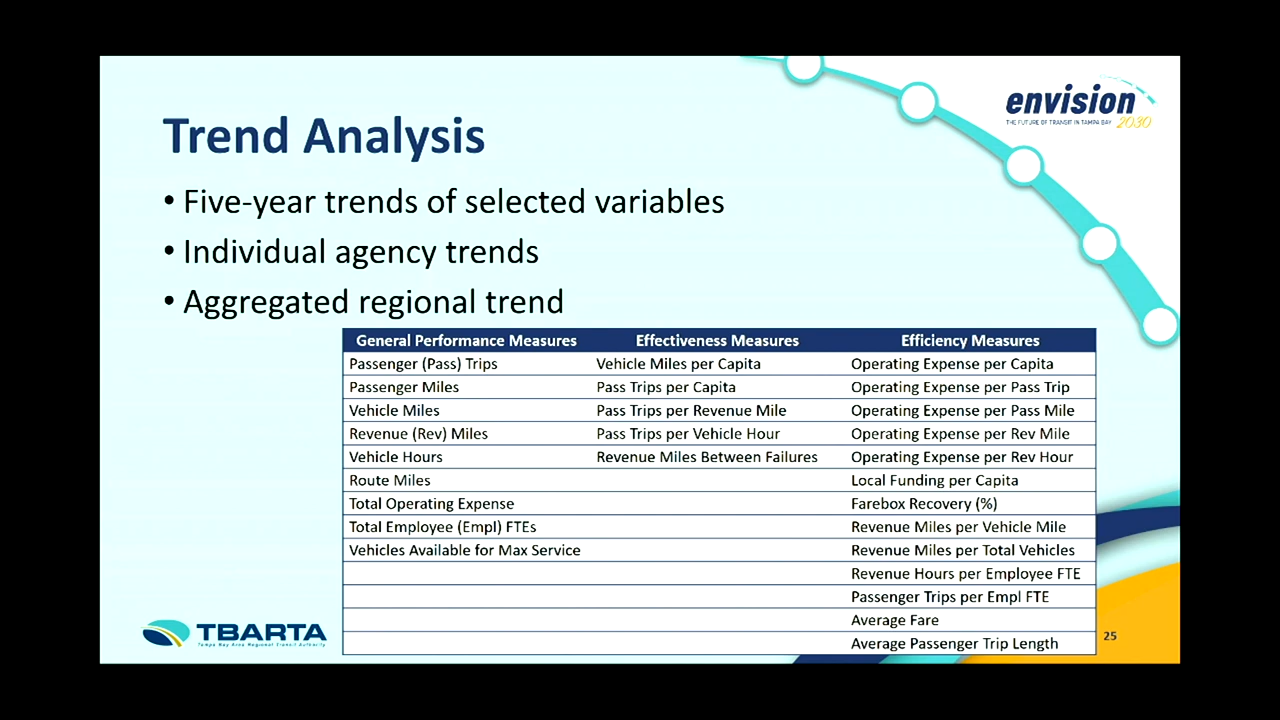 envision
THE FUTURE OF TRANSIT IN TAMPA BAY 2030
Trend Analysis
• Five-year trends of selected variables
• Individual agency trends
• Aggregated regional trend
General Performance Measures Effectiveness Measures Efficiency Measures
Passenger (Pass) Trips Vehicle Miles per Capita Operating Expense per Capita
Passenger Miles Pass Trips per Capita Operating Expense per Pass Trip
Vehicle Miles Pass Trips per Revenue Mile Operating Expense per Pass Mile
Revenue (Rev) Miles Pass Trips per Vehicle Hour Operating Expense per Rev Mile
Vehicle Hours Revenue Miles Between Failures Operating Expense per Rev Hour
Route Miles Local Funding per Capita
Total Operating Expense Farebox Recovery (%)
Total Employee (Empl) FTEs Revenue Miles per Vehicle Mile
Vehicles Available for Max Service Revenue Miles per Total Vehicles
Revenue Hours per Employee FTE
Passenger Trips per Empl FTE
Average Fare
Average Passenger Trip Length
TBARTA
Tampa Bay Area Regional Transit Authority
25